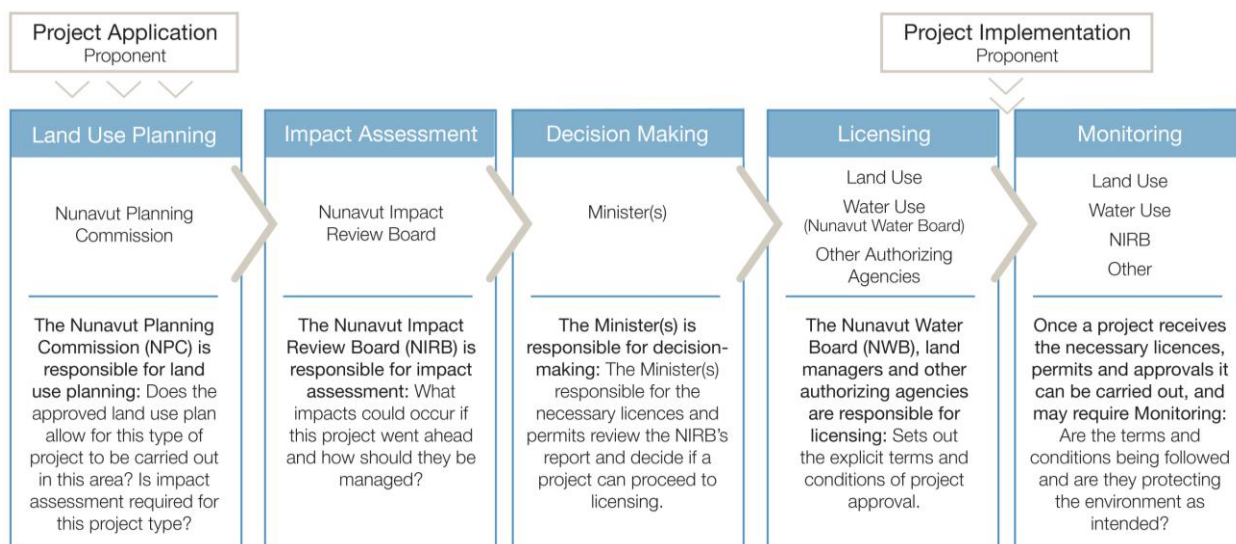 Project Application
Proponent
Project Implementation
Proponent
Land Use Planning
Nunavut Planning
Commission
The Nunavut Planning
Commission (NPC) is
responsible for land
use planning: Does the
approved land use plan
allow for this type of
project to be carried out
in this area? Is impact
assessment required for
this project type?
Impact Assessment
Nunavut Impact
Review Board
The Nunavut Impact
Review Board (NIRB) is
responsible for impact
assessment: What
impacts could occur if
this project went ahead
and how should they be
managed?
Decision Making
Minister(s)
The Minister(s) is
responsible for decision-
making: The Minister(s)
responsible for the
necessary licences and
permits review the NIRB's
report and decide if a
project can proceed to
licensing.
Licensing
Land Use
Water Use
(Nunavut Water Board)
Other Authorizing
Agencies
The Nunavut Water
Board (NWB), land
managers and other
authorizing agencies
are responsible for
licensing: Sets out
the explicit terms and
conditions of project
approval.
Monitoring
Land Use
Water Use
NIRB
Other
Once a project receives
the necessary licences,
permits and approvals it
can be carried out, and
may require Monitoring:
Are the terms and
conditions being followed
and are they protecting
the environment as
intended?